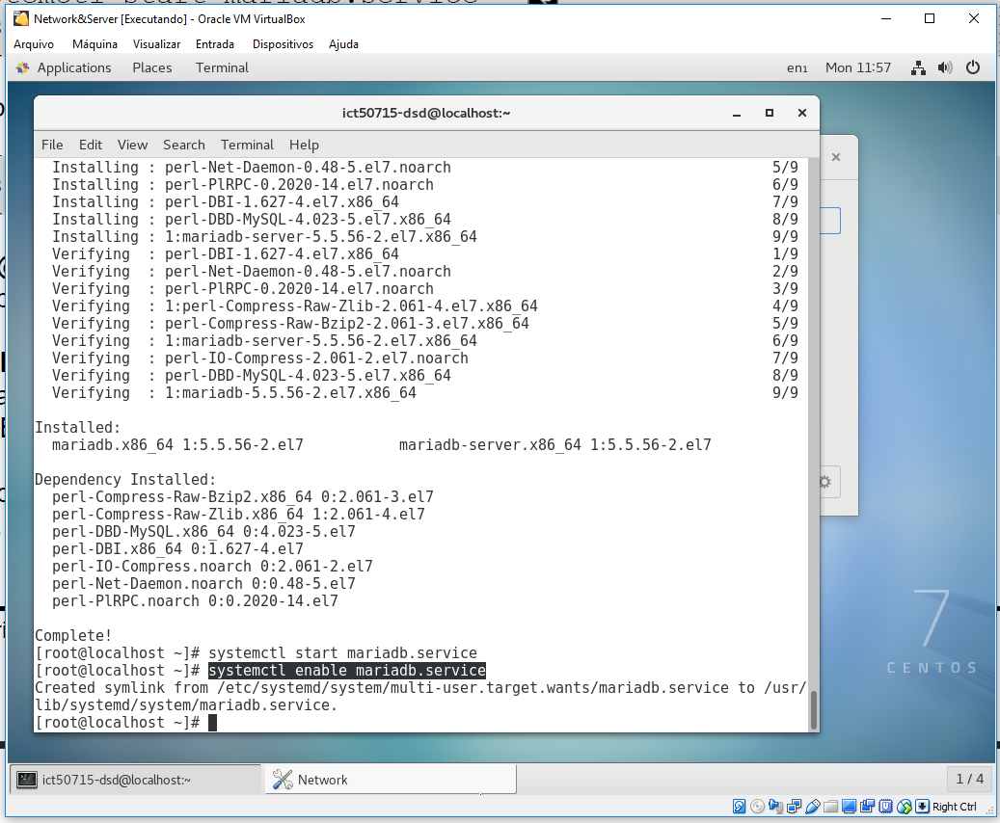 Network&Server [Executando] - Oracle VM VirtualBox
Arquivo Máquina Visualizar Entrada Dispositivos Ajuda
Applications Places Terminal en1 Mon 11:57
ict50715-dsd@localhost:~
File Edit View Search Terminal Help
Installing : perl-Net-Daemon-0.48-5.el7.noarch 5/9
Installing : perl-PlRPC-0.2020-14.el7.noarch 6/9
Installing : perl-DBI-1.627-4.el7.x86_64 7/9
Installing : perl-DBD-MySQL-4.023-5.el7.x86_64 8/9
Installing : 1:mariadb-server-5.5.56-2.el7.x86_64 9/9
Verifying : perl-DBI-1.627-4.el7.x86_64 1/9
Verifying : perl-Net-Daemon-0.48-5.el7.noarch 2/9
Verifying : perl-PlRPC-0.2020-14.el7.noarch 3/9
Verifying : 1:perl-Compress-Raw-Zlib-2.061-4.el7.x86_64 4/9
Verifying : perl-Compress-Raw-Bzip2-2.061-3.el7.x86_64 5/9
Verifying : 1:mariadb-server-5.5.56-2.el7.x86_64 6/9
Verifying : perl-IO-Compress-2.061-2.el7.noarch 7/9
Verifying : perl-DBD-MySQL-4.023-5.el7.x86_64 8/9
Verifying : 1:mariadb-5.5.56-2.el7.x86_64 9/9
Installed:
mariadb.x86_64 1:5.5.56-2.el7 mariadb-server.x86_64 1:5.5.56-2.el7
Dependency Installed:
perl-Compress-Raw-Bzip2.x86_64 0:2.061-3.el7
perl-Compress-Raw-Zlib.x86_64 1:2.061-4.el7
perl-DBD-MySQL.x86_64 0:4.023-5.el7
perl-DBI.x86_64 0:1.627-4.el7
perl-IO-Compress.noarch 0:2.061-2.el7
perl-Net-Daemon.noarch 0:0.48-5.el7
perl-PlRPC.noarch 0:0.2020-14.el7
Complete!
[root@localhost ~]# systemctl start mariadb.service
[root@localhost ~]# systemctl enable mariadb.service
Created symlink from /etc/systemd/system/multi-user.target.wants/mariadb.service to /usr/
lib/systemd/system/mariadb.service.
[root@localhost ~]#
7
CENTOS
ict50715-dsd@localhost:~ Network 1 / 4
Right Ctrl